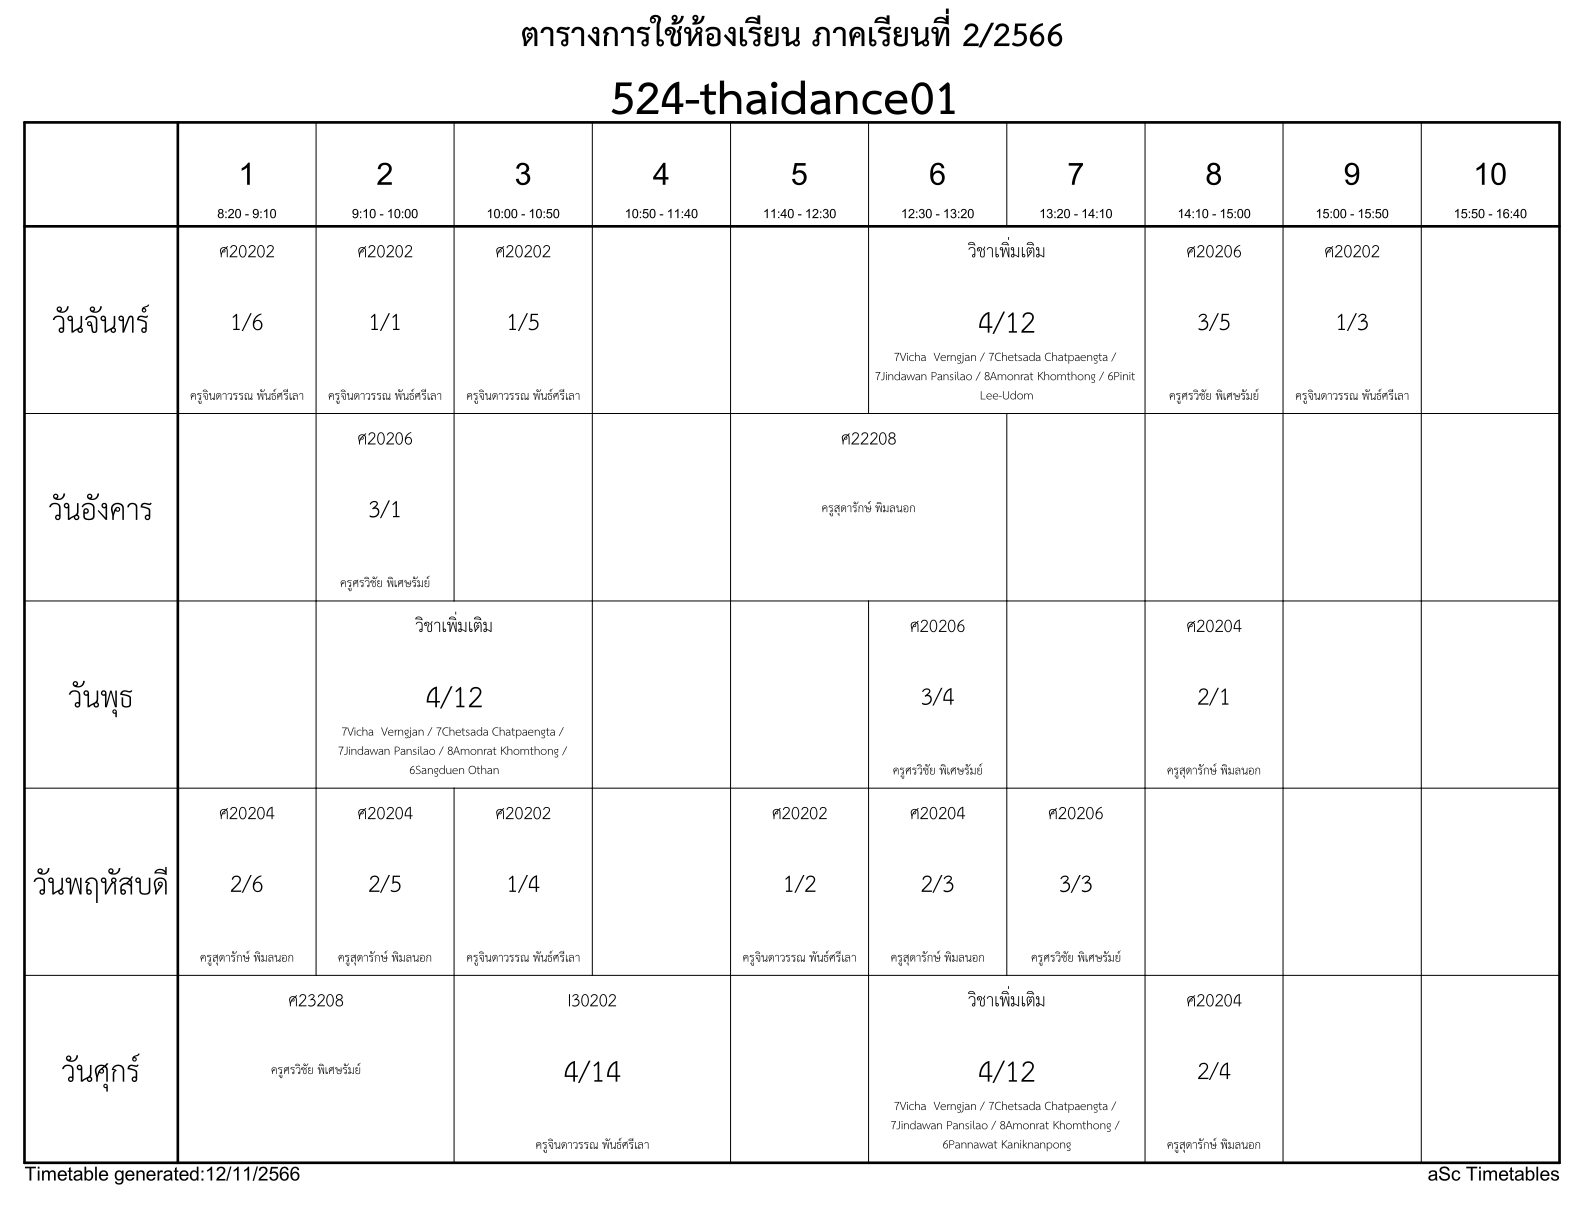 ตารางการใช้ห้องเรียน ภาคเรียนที่ 2/2566
524-thaidance01
1 2 3 4 5 6 7 8 9 10
8:20 - 9:10 9:10 - 10:00 10:00 - 10:50 10:50 - 11:40 11:40 - 12:30 12:30 - 13:20 13:20 - 14:10 14:10 - 15:00 15:00 - 15:50 15:50 - 16:40
ศ20202 ศ20202 ศ20202 วิชาเพิ่มเติม ศ20206 ศ20202
วันจันทร์ 1/6 1/1 1/5 4/12 3/5 1/3
7Vicha Verngjan / 7Chetsada Chatpaengta /
7Jindawan Pansilao / 8Amonrat Khomthong / 6Pinit
ครูจินดาวรรณ พันธ์ศรีเลา ครูจินดาวรรณ พันธ์ศรีเลา ครูจินดาวรรณ พันธ์ศรีเลา Lee-Udom ครูศรวิชัย พิเศษรัมย์ ครูจินดาวรรณ พันธ์ศรีเลา
ศ20206 ศ22208
วันอังคาร 3/1 ครูสุดารักษ์ พิมลนอก
ครูศรวิชัย พิเศษรัมย์
วิชาเพิ่มเติม ศ20206 ศ20204
วันพุธ 4/12 3/4 2/1
7Vicha Verngjan / 7Chetsada Chatpaengta /
7Jindawan Pansilao / 8Amonrat Khomthong /
6Sangduen Othan ครูศรวิชัย พิเศษรัมย์ ครูสุดารักษ์ พิมลนอก
ศ20204 ศ20204 ศ20202 ศ20202 ศ20204 ศ20206
วันพฤหัสบดี 2/6 2/5 1/4 1/2 2/3 3/3
ครูสุดารักษ์ พิมลนอก ครูสุดารักษ์ พิมลนอก ครูจินดาวรรณ พันธ์ศรีเลา ครูจินดาวรรณ พันธ์ศรีเลา ครูสุดารักษ์ พิมลนอก ครูศรวิชัย พิเศษรัมย์
ศ23208 I30202 วิชาเพิ่มเติม ศ20204
วันศุกร์ ครูศรวิชัย พิเศษรัมย์ 4/14 4/12 2/4
7Vicha Verngjan / 7Chetsada Chatpaengta /
7Jindawan Pansilao / 8Amonrat Khomthong /
ครูจินดาวรรณ พันธ์ศรีเลา 6Pannawat Kaniknanpong ครูสุดารักษ์ พิมลนอก
Timetable generated:12/11/2566 aSc Timetables